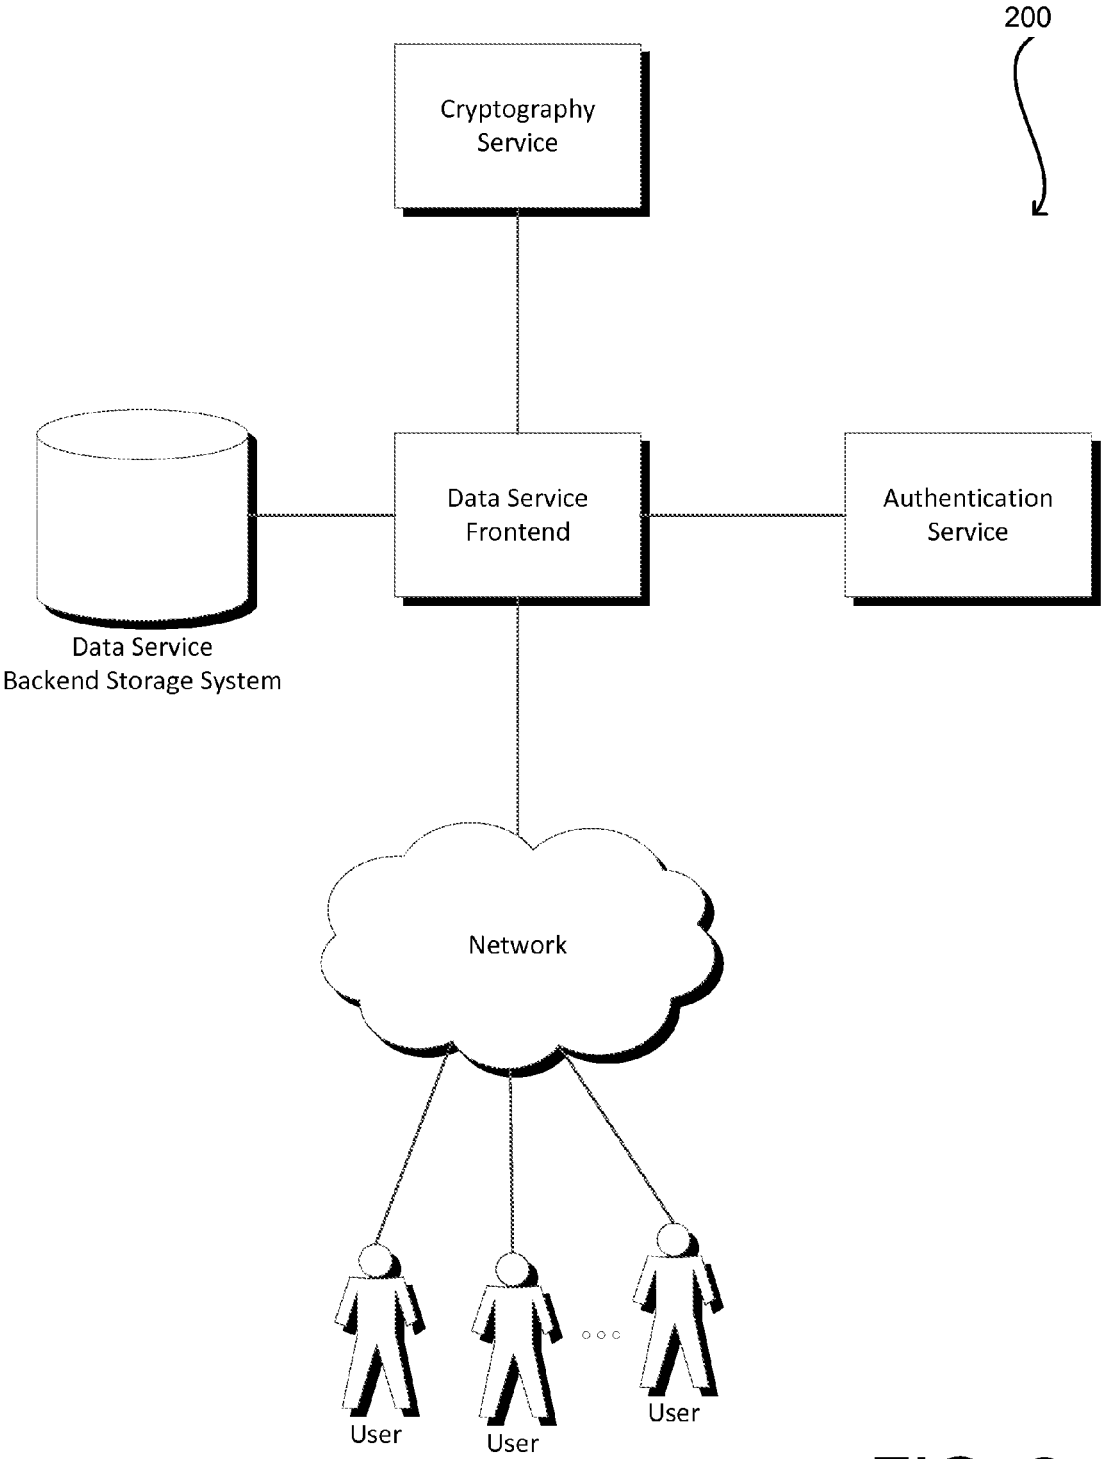 200
Cryptography
Service
Data Service
Frontend
Authentication
Service
Data Service
Backend Storage System
Network
User
User
User